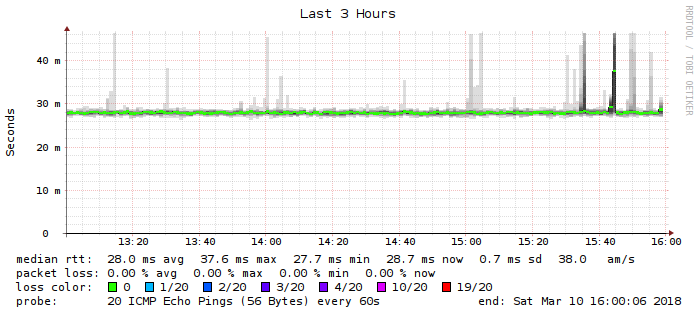 Last 3 Hours
RRDTOOL / TOBI OETIKER
Seconds
40 m
30 m
20 m
10 m
0
13:20 13:40 14:00 14:20 14:40 15:00 15:20 15:40 16:00
median rtt: 28.0 ms avg 37.6 ms max 27.7 ms min 28.7 ms now 0.7 ms sd 38.0 am/s
packet loss: 0.00 % avg 0.00 % max 0.00 % min 0.00 % now
loss color: 0 1/20 2/20 3/20 4/20 10/20 19/20
probe: 20 ICMP Echo Pings (56 Bytes) every 60s end: Sat Mar 10 16:00:06 2018